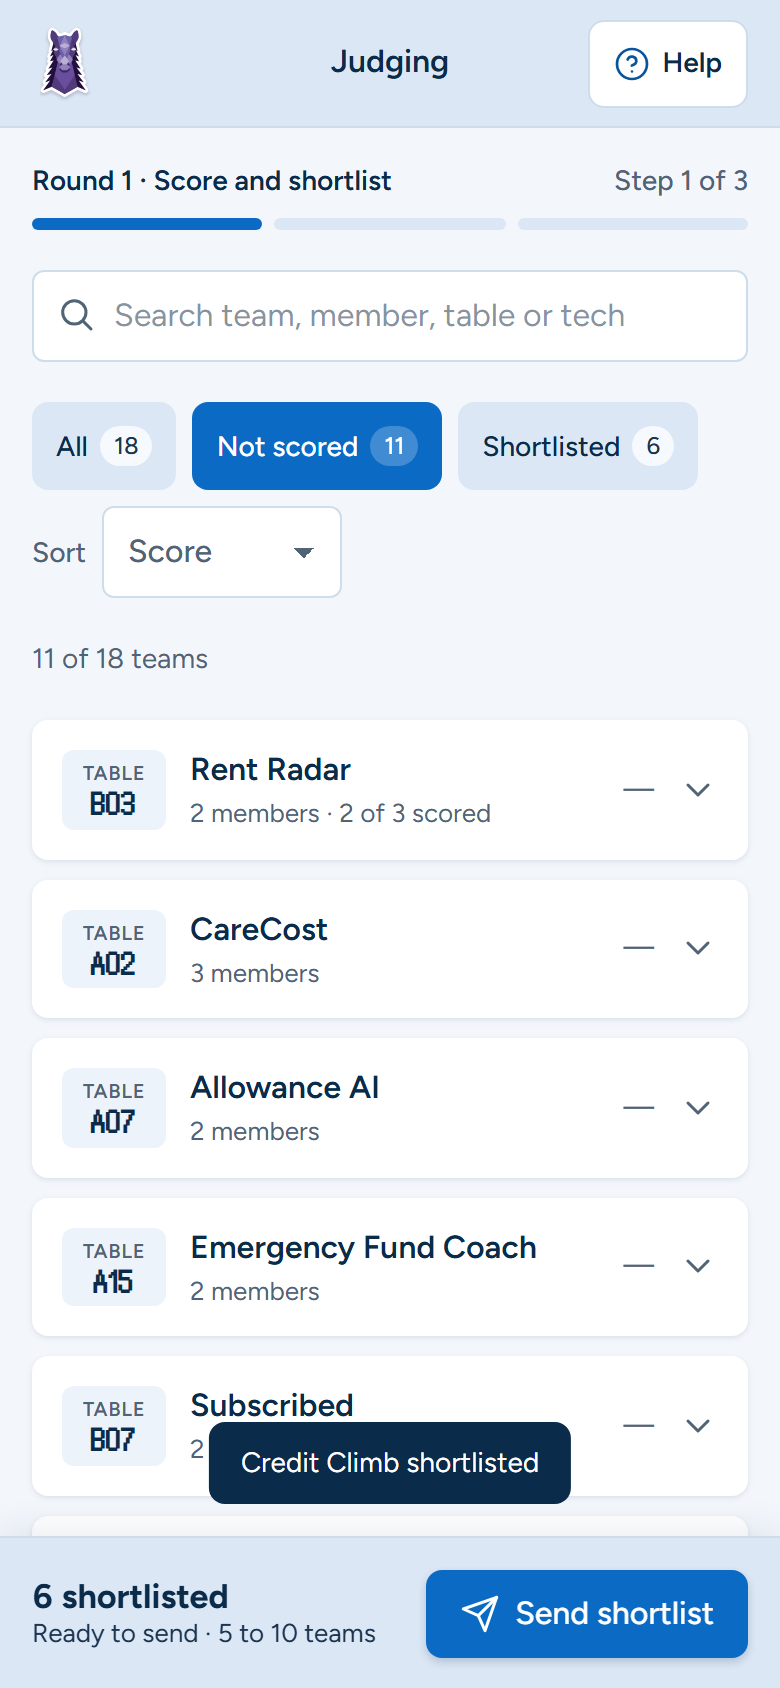 Judging
Help
Round 1 · Score and shortlist
Step 1 of 3
Search team, member, table or tech
All 18
Not scored 11
Shortlisted 6
Sort
Score
11 of 18 teams
TABLE
B03
Rent Radar
2 members · 2 of 3 scored
—
TABLE
A02
CareCost
3 members
—
TABLE
A07
Allowance AI
2 members
—
TABLE
A15
Emergency Fund Coach
2 members
—
TABLE
B07
Subscribed
2
—
Credit Climb shortlisted
6 shortlisted
Ready to send · 5 to 10 teams
Send shortlist